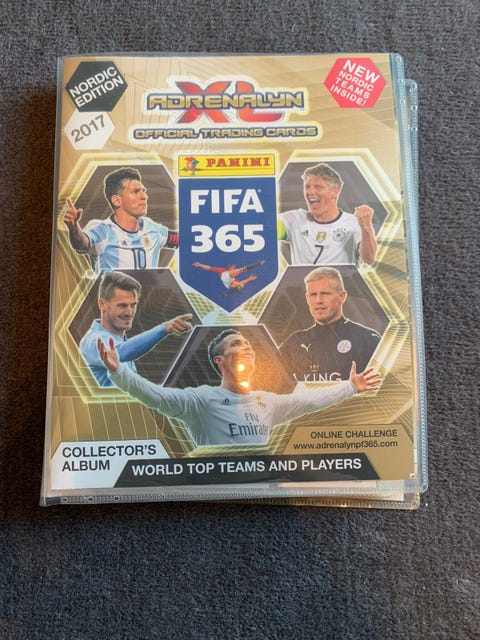 NORDIC
EDITION
2017
ADRENALYN
XL
OFFICIAL TRADING CARDS
NEW
NORDIC
TEAMS
INSIDE!
PANINI
FIFA
365
10
7
KING
Fly
Emirates
COLLECTOR'S
ALBUM
ONLINE CHALLENGE
www.adrenalynpf365.com
WORLD TOP TEAMS AND PLAYERS